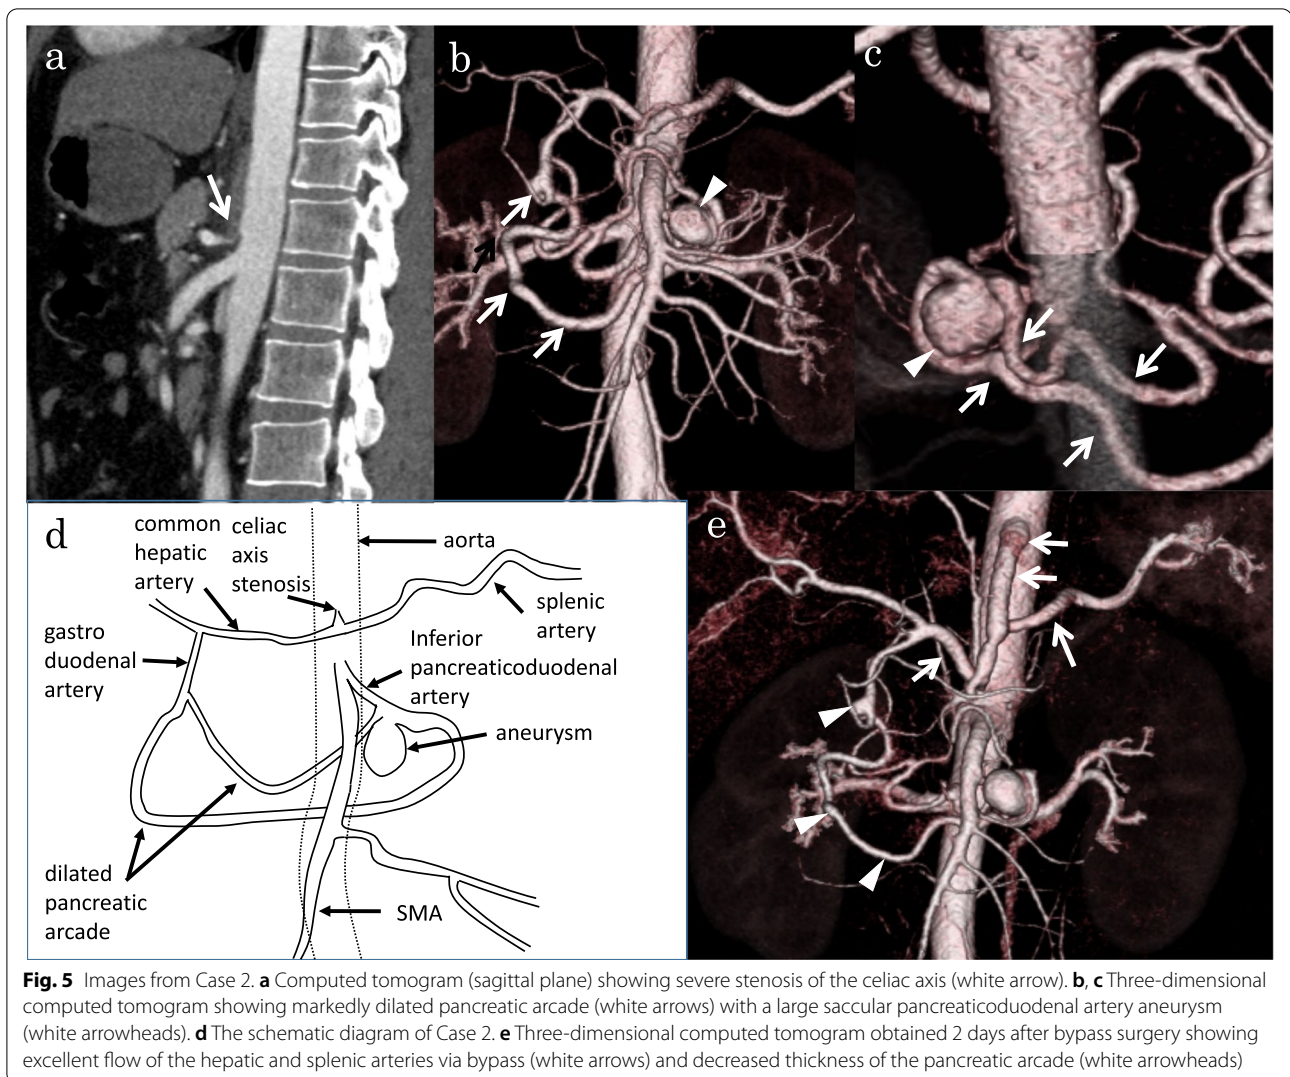 a
b
c
d
common
hepatic
artery
celiac
axis
stenosis
aorta
splenic
artery
gastro
duodenal
artery
Inferior
pancreaticoduodenal
artery
aneurysm
dilated
pancreatic
arcade
SMA
e
Fig. 5 Images from Case 2. a Computed tomogram (sagittal plane) showing severe stenosis of the celiac axis (white arrow). b, c Three-dimensional
computed tomogram showing markedly dilated pancreatic arcade (white arrows) with a large saccular pancreaticoduodenal artery aneurysm
(white arrowheads). d The schematic diagram of Case 2. e Three-dimensional computed tomogram obtained 2 days after bypass surgery showing
excellent flow of the hepatic and splenic arteries via bypass (white arrows) and decreased thickness of the pancreatic arcade (white arrowheads)